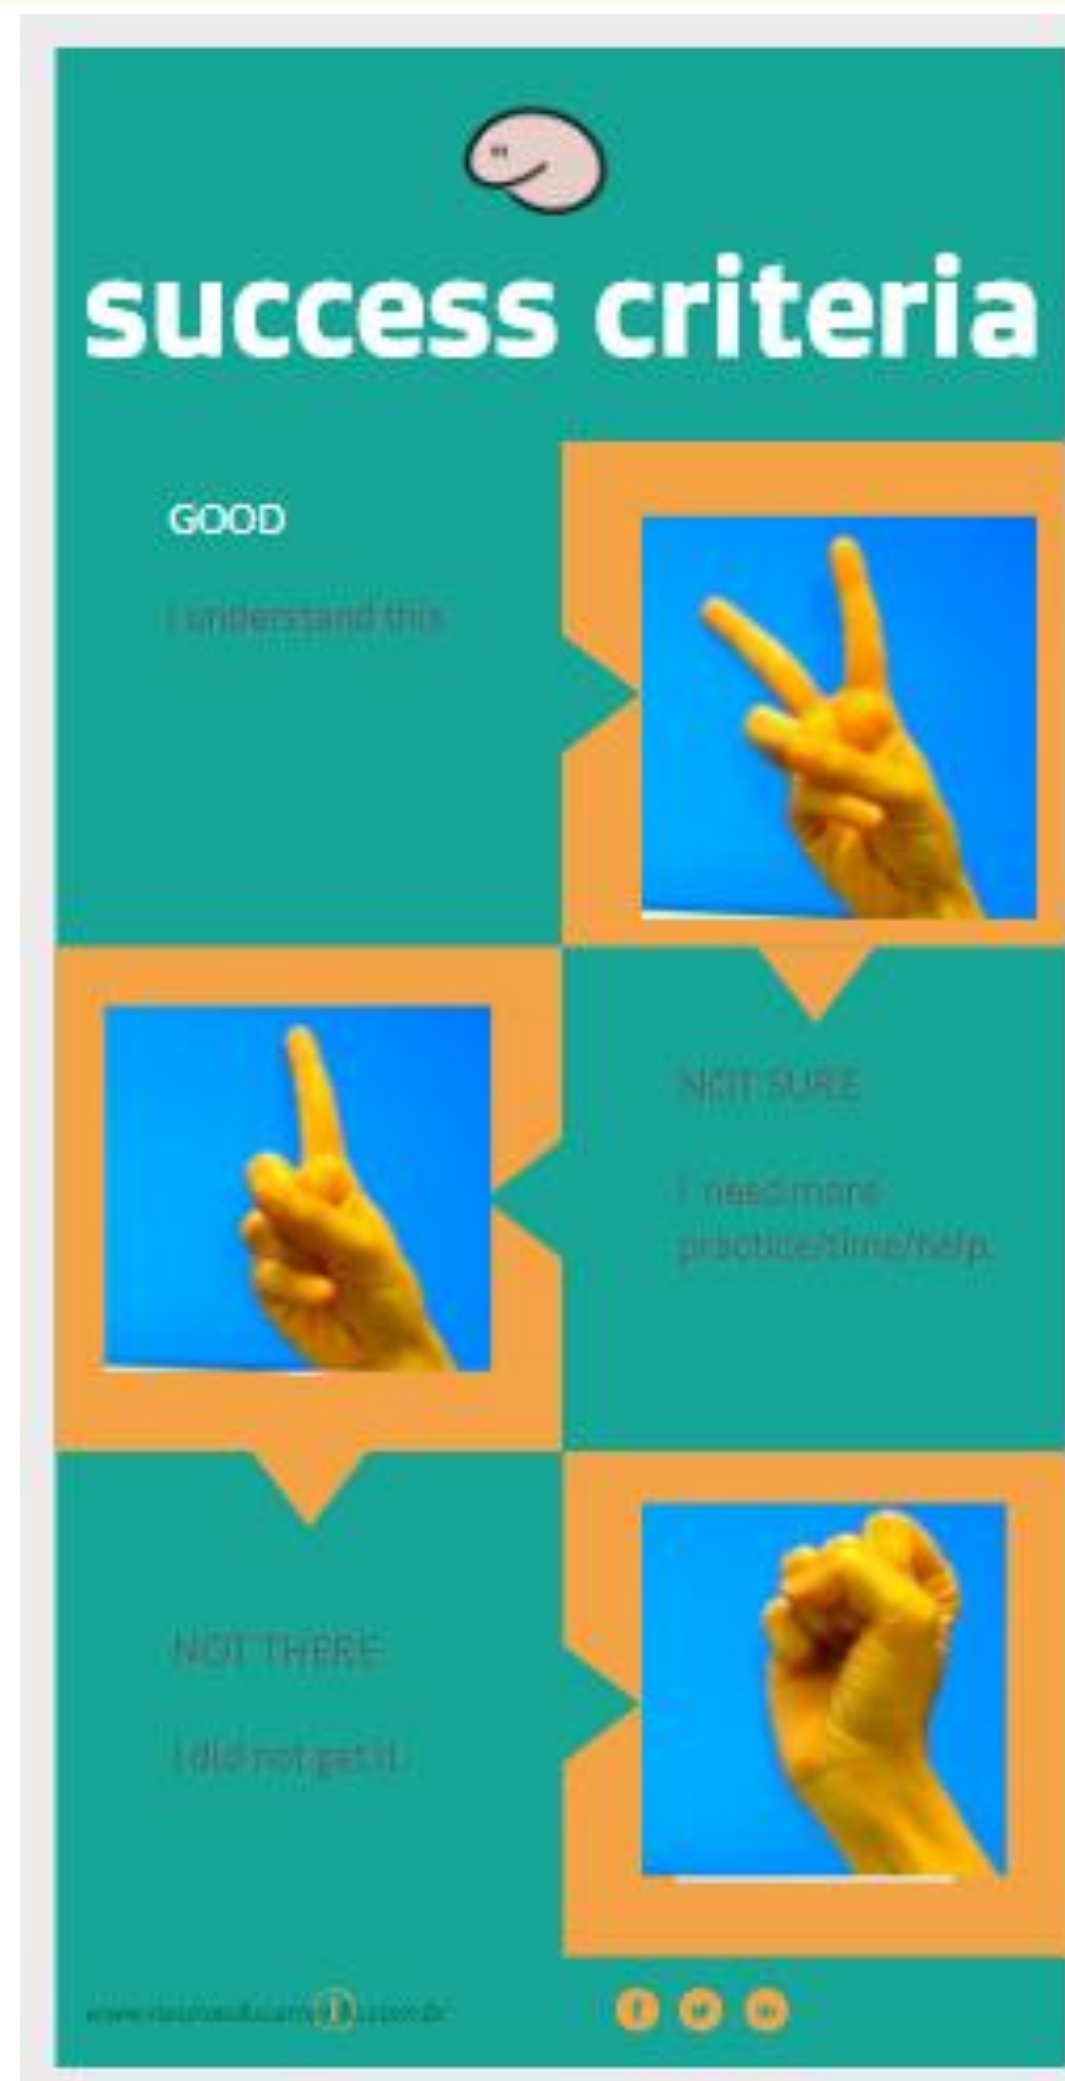 success criteria
GOOD
I understand this
NOT SURE
I need more
practice/time/help.
NOT THERE
I did not get it.